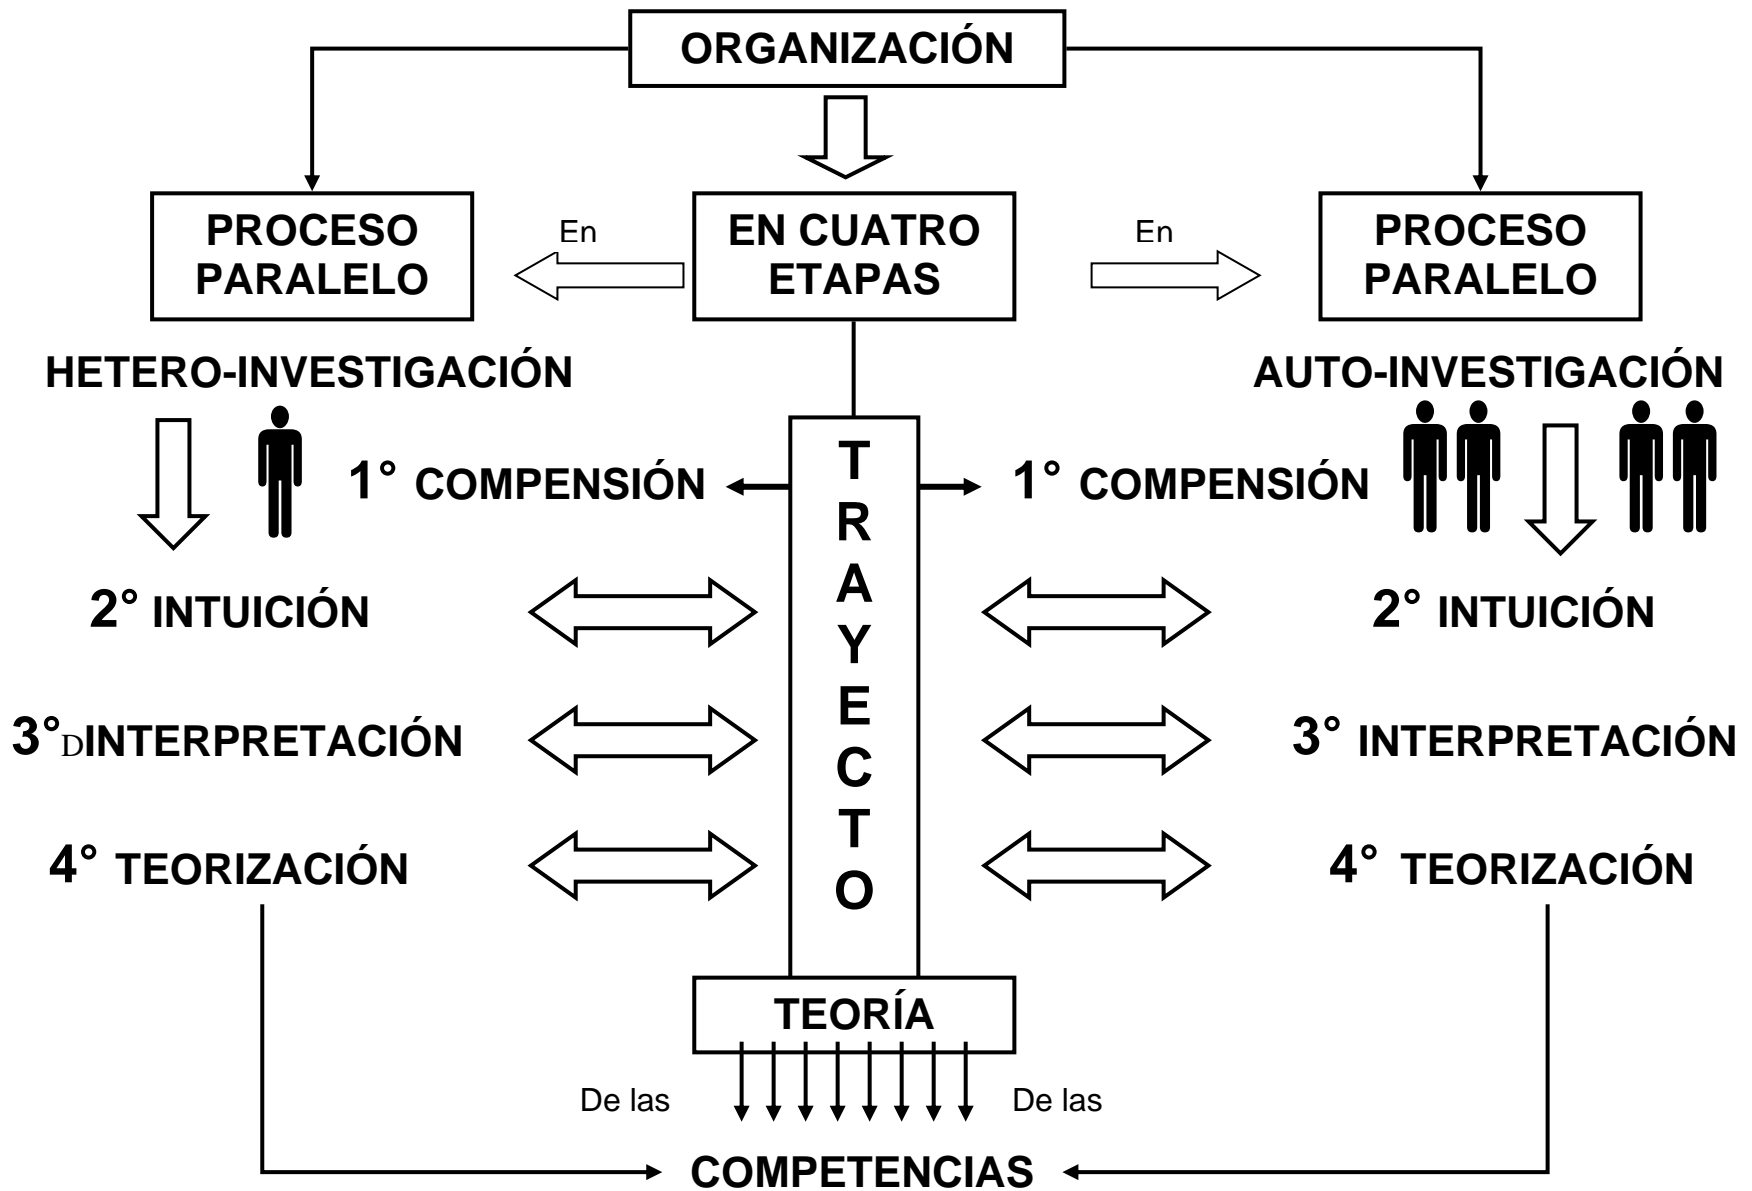 ORGANIZACIÓN
PROCESO
PARALELO
En
EN CUATRO
ETAPAS
En
PROCESO
PARALELO
HETERO-INVESTIGACIÓN
AUTO-INVESTIGACIÓN
T
R
A
Y
E
C
T
O
1° COMPENSIÓN
1° COMPENSIÓN
2° INTUICIÓN
2° INTUICIÓN
3°DINTERPRETACIÓN
3° INTERPRETACIÓN
4° TEORIZACIÓN
4° TEORIZACIÓN
TEORÍA
De las
De las
COMPETENCIAS